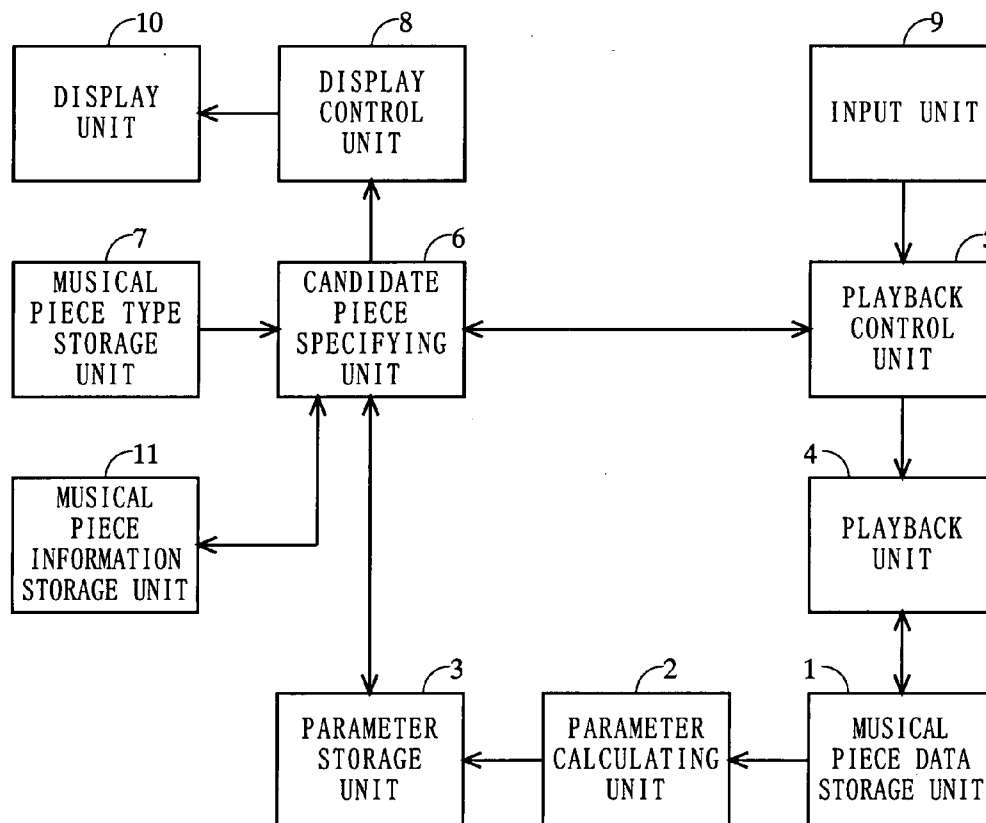 10
8
9
DISPLAY
UNIT
DISPLAY
CONTROL
UNIT
INPUT UNIT
7
6
5
MUSICAL
PIECE TYPE
STORAGE
UNIT
CANDIDATE
PIECE
SPECIFYING
UNIT
PLAYBACK
CONTROL
UNIT
11
4
MUSICAL
PIECE
INFORMATION
STORAGE UNIT
PLAYBACK
UNIT
3
2
1
PARAMETER
STORAGE
UNIT
PARAMETER
CALCULATING
UNIT
MUSICAL
PIECE DATA
STORAGE UNIT